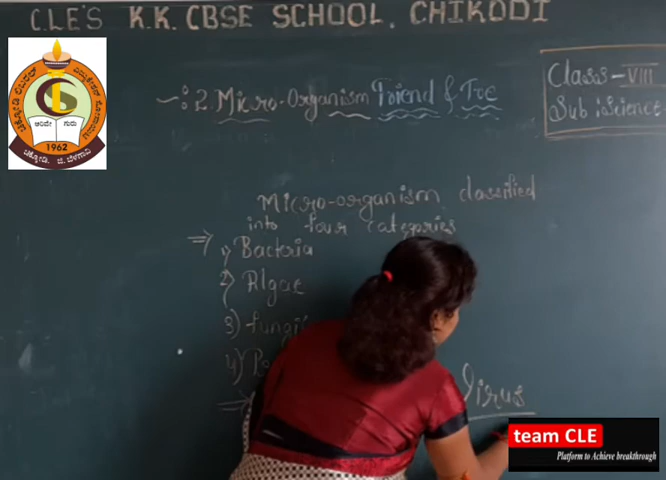 C.L.E'S K.K. CBSE SCHOOL. CHIKODI
1962
Class - VIII
Sub : Science
2. Micro-Organism Friend & Foe
Micro-organism classified
into four categories
⇒ 1) Bacteria
2) Algae
3) fungi
4)
Virus
team CLE
Platform to Achieve breakthrough